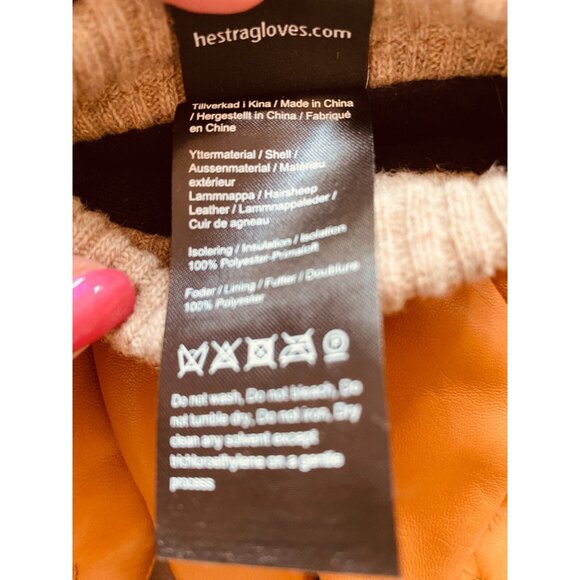 hestragloves.com
Tillverkad i Kina / Made in China
/ Hergestellt in China / Fabriqué
en Chine
Yttermaterial / Shell /
Aussenmaterial / Matériau
extérieur
Lammnappa / Hairsheep
Leather / Lammnappaleder /
Cuir de agneau
Isolering / Insulation / Isolation
100% Polyester-Primaloft
Foder / Lining / Futter / Doublure
100% Polyester
Do not wash, Do not bleach, Do
not tumble dry, Do not iron, Dry
clean any solvent except
trichloroethylene on a gentle
process